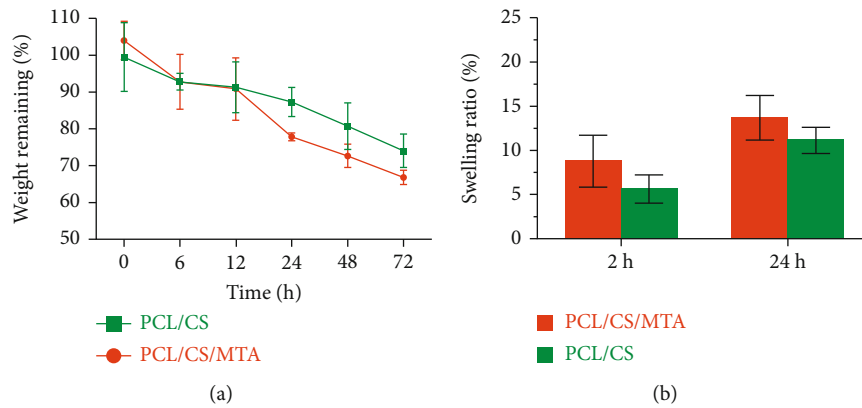 Weight remaining (%)
110
100
90
80
70
60
50
0 6 12 24 48 72
Time (h)
PCL/CS
PCL/CS/MTA
(a)
Swelling ratio (%)
25
20
15
10
5
0
2 h 24 h
PCL/CS/MTA
PCL/CS
(b)